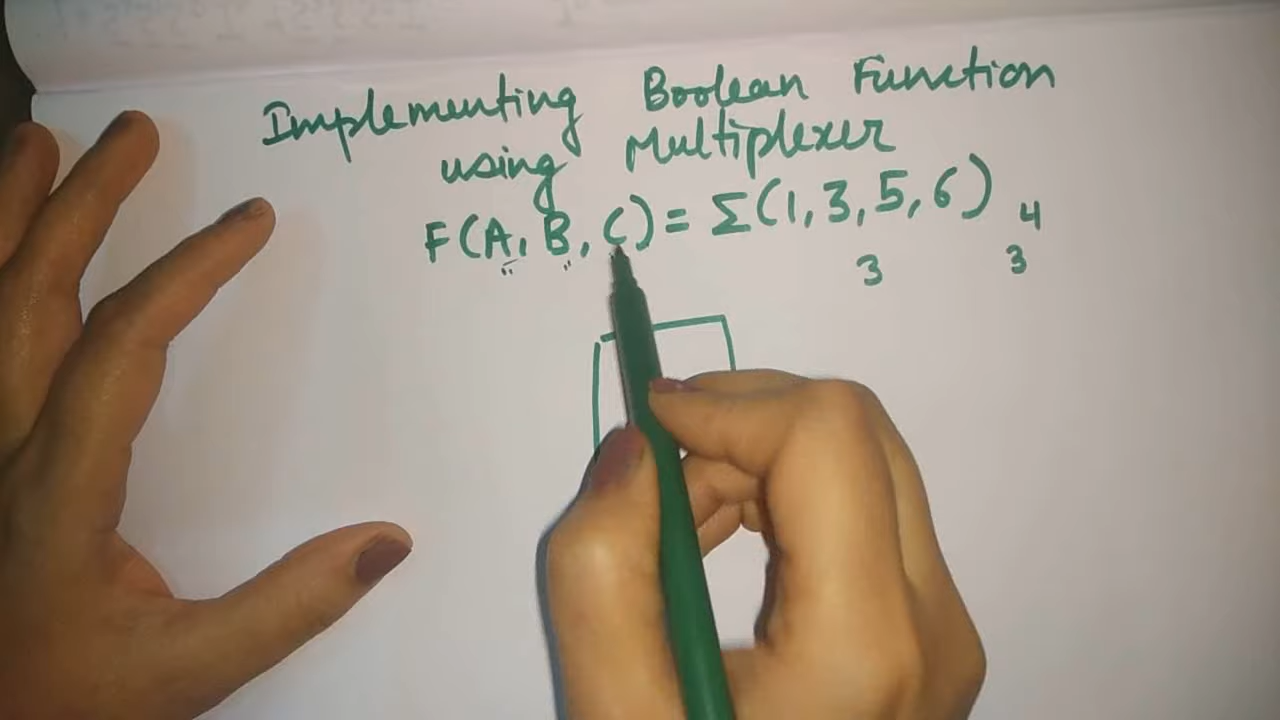 Implementing Boolean Function
using Multiplexer
F(A, B, C) = Σ(1, 3, 5, 6) 4
3 3